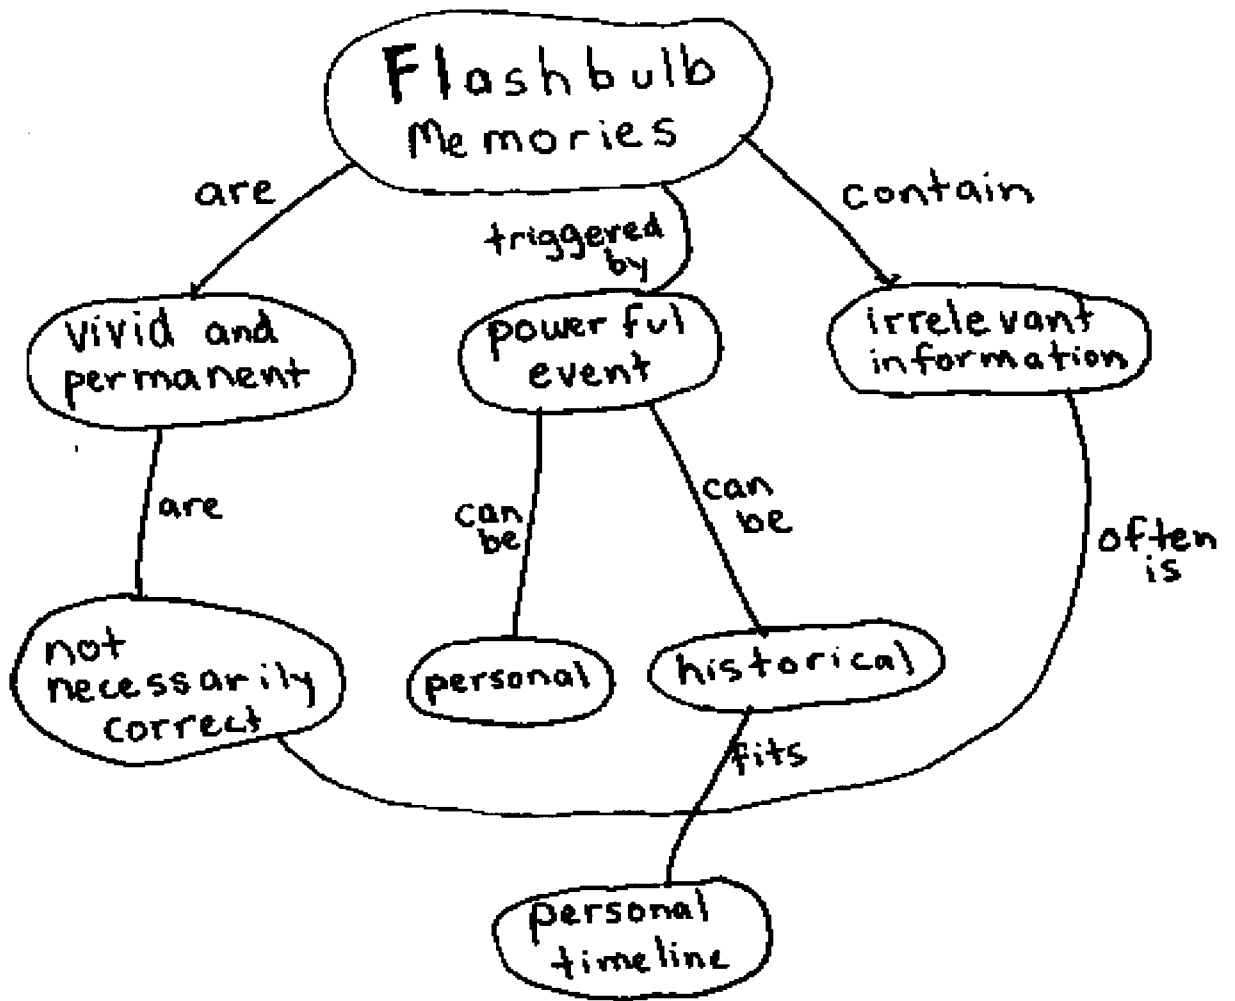 Flashbulb
Memories
are
triggered
by
contain
vivid and
permanent
powerful
event
irrelevant
information
are
can
be
can
be
often
is
not
necessarily
correct
personal
historical
fits
personal
timeline